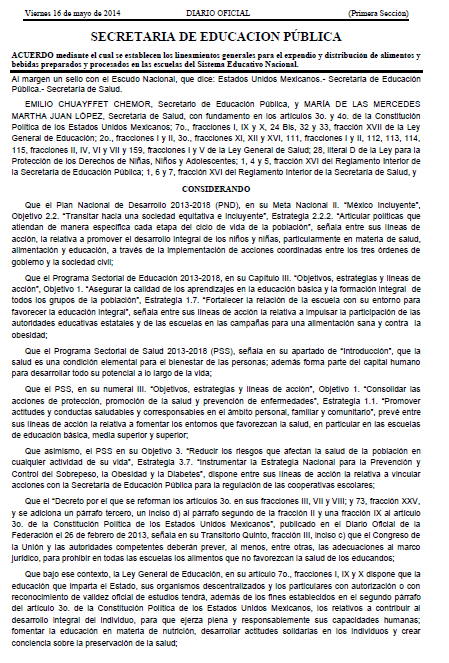 Viernes 16 de mayo de 2014 DIARIO OFICIAL (Primera Sección)
SECRETARIA DE EDUCACION PÚBLICA
ACUERDO mediante el cual se establecen los lineamientos generales para el expendio y distribución de alimentos y
bebidas preparados y procesados en las escuelas del Sistema Educativo Nacional.
Al margen un sello con el Escudo Nacional, que dice: Estados Unidos Mexicanos.- Secretaría de Educación
Pública.- Secretaría de Salud.
EMILIO CHUAYFFET CHEMOR, Secretario de Educación Pública, y MARÍA DE LAS MERCEDES
MARTHA JUAN LÓPEZ, Secretaria de Salud, con fundamento en los artículos 3o. y 4o. de la Constitución
Política de los Estados Unidos Mexicanos; 7o., fracciones I, IX y X, 24 Bis, 32 y 33, fracción XVII de la Ley
General de Educación; 2o., fracciones I y II, 3o., fracciones XI, XII y XVI, 111, fracciones I y II, 112, 113, 114,
115, fracciones II, IV, VI y VII y 159, fracciones I y V de la Ley General de Salud; 28, literal D de la Ley para la
Protección de los Derechos de Niñas, Niños y Adolescentes; 1, 4 y 5, fracción XVI del Reglamento Interior de
la Secretaría de Educación Pública; 1, 6 y 7, fracción XVI del Reglamento Interior de la Secretaría de Salud, y
CONSIDERANDO
Que el Plan Nacional de Desarrollo 2013-2018 (PND), en su Meta Nacional II. "México Incluyente",
Objetivo 2.2. "Transitar hacia una sociedad equitativa e incluyente", Estrategia 2.2.2. "Articular políticas que
atiendan de manera específica cada etapa del ciclo de vida de la población", señala entre sus líneas de
acción, la relativa a promover el desarrollo integral de los niños y niñas, particularmente en materia de salud,
alimentación y educación, a través de la implementación de acciones coordinadas entre los tres órdenes de
gobierno y la sociedad civil;
Que el Programa Sectorial de Educación 2013-2018, en su Capítulo III. "Objetivos, estrategias y líneas de
acción", Objetivo 1. "Asegurar la calidad de los aprendizajes en la educación básica y la formación integral de
todos los grupos de la población", Estrategia 1.7. "Fortalecer la relación de la escuela con su entorno para
favorecer la educación integral", señala entre sus líneas de acción la relativa a impulsar la participación de las
autoridades educativas estatales y de las escuelas en las campañas para una alimentación sana y contra la
obesidad;
Que el Programa Sectorial de Salud 2013-2018 (PSS), señala en su apartado de "Introducción", que la
salud es una condición elemental para el bienestar de las personas; además forma parte del capital humano
para desarrollar todo su potencial a lo largo de la vida;
Que el PSS, en su numeral III. "Objetivos, estrategias y líneas de acción", Objetivo 1. "Consolidar las
acciones de protección, promoción de la salud y prevención de enfermedades", Estrategia 1.1. "Promover
actitudes y conductas saludables y corresponsables en el ámbito personal, familiar y comunitario", prevé entre
sus líneas de acción la relativa a fomentar los entornos que favorezcan la salud, en particular en las escuelas
de educación básica, media superior y superior;
Que asimismo, el PSS en su Objetivo 3. "Reducir los riesgos que afectan la salud de la población en
cualquier actividad de su vida", Estrategia 3.7. "Instrumentar la Estrategia Nacional para la Prevención y
Control del Sobrepeso, la Obesidad y la Diabetes", dispone entre sus líneas de acción la relativa a vincular
acciones con la Secretaría de Educación Pública para la regulación de las cooperativas escolares;
Que el "Decreto por el que se reforman los artículos 3o. en sus fracciones III, VII y VIII; y 73, fracción XXV,
y se adiciona un párrafo tercero, un inciso d) al párrafo segundo de la fracción II y una fracción IX al artículo
3o. de la Constitución Política de los Estados Unidos Mexicanos", publicado en el Diario Oficial de la
Federación el 26 de febrero de 2013, señala en su Transitorio Quinto, fracción III, inciso c) que el Congreso de
la Unión y las autoridades competentes deberán prever, al menos, entre otras, las adecuaciones al marco
jurídico, para prohibir en todas las escuelas los alimentos que no favorezcan la salud de los educandos;
Que bajo ese contexto, la Ley General de Educación, en su artículo 7o., fracciones I, IX y X dispone que la
educación que imparta el Estado, sus organismos descentralizados y los particulares con autorización o con
reconocimiento de validez oficial de estudios tendrá, además de los fines establecidos en el segundo párrafo
del artículo 3o. de la Constitución Política de los Estados Unidos Mexicanos, los relativos a contribuir al
desarrollo integral del individuo, para que ejerza plena y responsablemente sus capacidades humanas;
fomentar la educación en materia de nutrición, desarrollar actitudes solidarias en los individuos y crear
conciencia sobre la preservación de la salud;